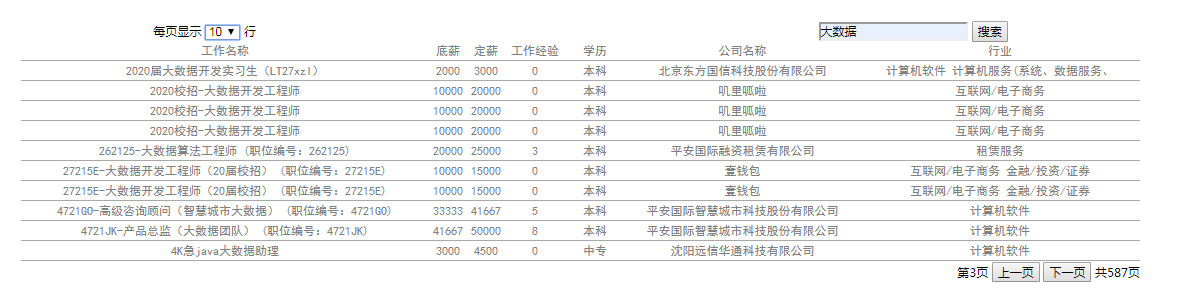 每页显示 10 行 大数据 搜索
工作名称 底薪 定薪 工作经验 学历 公司名称 行业
2020届大数据开发实习生（LT27xzl） 2000 3000 0 本科 北京东方国信科技股份有限公司 计算机软件 计算机服务(系统、数据服务、
2020校招-大数据开发工程师 10000 20000 0 本科 叽里呱啦 互联网/电子商务
2020校招-大数据开发工程师 10000 20000 0 本科 叽里呱啦 互联网/电子商务
2020校招-大数据开发工程师 10000 20000 0 本科 叽里呱啦 互联网/电子商务
262125-大数据算法工程师 (职位编号：262125) 20000 25000 3 本科 平安国际融资租赁有限公司 租赁服务
27215E-大数据开发工程师（20届校招） (职位编号：27215E) 10000 15000 0 本科 壹钱包 互联网/电子商务 金融/投资/证券
27215E-大数据开发工程师（20届校招） (职位编号：27215E) 10000 15000 0 本科 壹钱包 互联网/电子商务 金融/投资/证券
4721G0-高级咨询顾问（智慧城市大数据） (职位编号：4721G0) 33333 41667 5 本科 平安国际智慧城市科技股份有限公司 计算机软件
4721JK-产品总监（大数据团队） (职位编号：4721JK) 41667 50000 8 本科 平安国际智慧城市科技股份有限公司 计算机软件
4K急java大数据助理 3000 4500 0 中专 沈阳远信华通科技有限公司 计算机软件
第3页 上一页 下一页 共587页